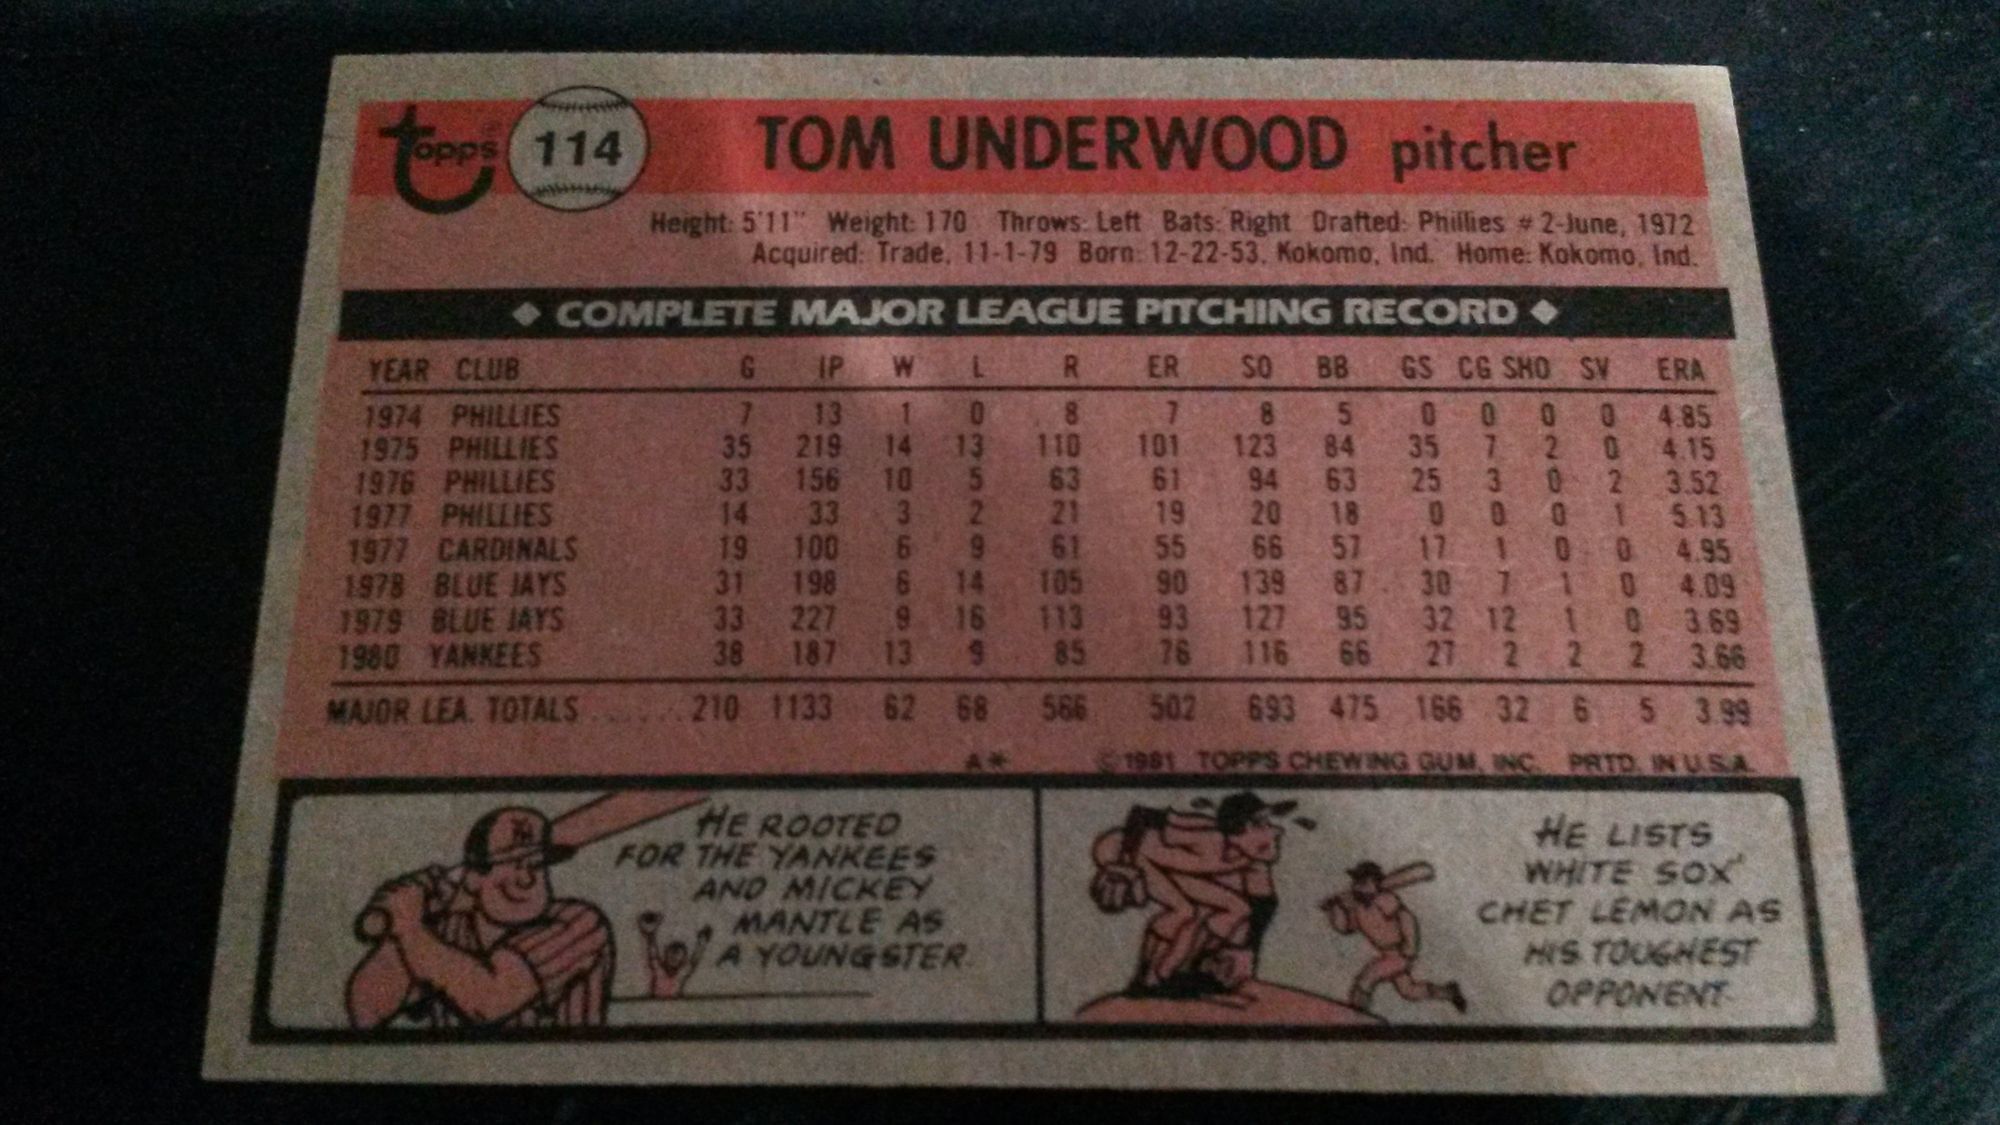 topps 114 TOM UNDERWOOD pitcher
Height: 5'11" Weight: 170 Throws: Left Bats: Right Drafted: Phillies #2-June, 1972
Acquired: Trade, 11-1-79 Born: 12-22-53, Kokomo, Ind. Home: Kokomo, Ind.
◆ COMPLETE MAJOR LEAGUE PITCHING RECORD ◆
YEAR CLUB G IP W L R ER SO BB GS CG SHO SV ERA
1974 PHILLIES 7 13 1 0 8 7 8 5 0 0 0 0 4.85
1975 PHILLIES 35 219 14 13 110 101 123 84 35 7 2 0 4.15
1976 PHILLIES 33 156 10 5 63 61 94 63 25 3 0 2 3.52
1977 PHILLIES 14 33 3 2 21 19 20 18 0 0 0 1 5.13
1977 CARDINALS 19 100 6 9 61 55 66 57 17 1 0 0 4.95
1978 BLUE JAYS 31 198 6 14 105 90 139 87 30 7 1 0 4.09
1979 BLUE JAYS 33 227 9 16 113 93 127 95 32 12 1 0 3.69
1980 YANKEES 38 187 13 9 85 76 116 66 27 2 2 2 3.66
MAJOR LEA. TOTALS ...... 210 1133 62 68 566 502 693 475 166 32 6 5 3.99
A* ©1981 TOPPS CHEWING GUM, INC. PRTD. IN U.S.A.
HE ROOTED
FOR THE YANKEES
AND MICKEY
MANTLE AS
A YOUNGSTER.
HE LISTS
WHITE SOX'
CHET LEMON AS
HIS TOUGHEST
OPPONENT.